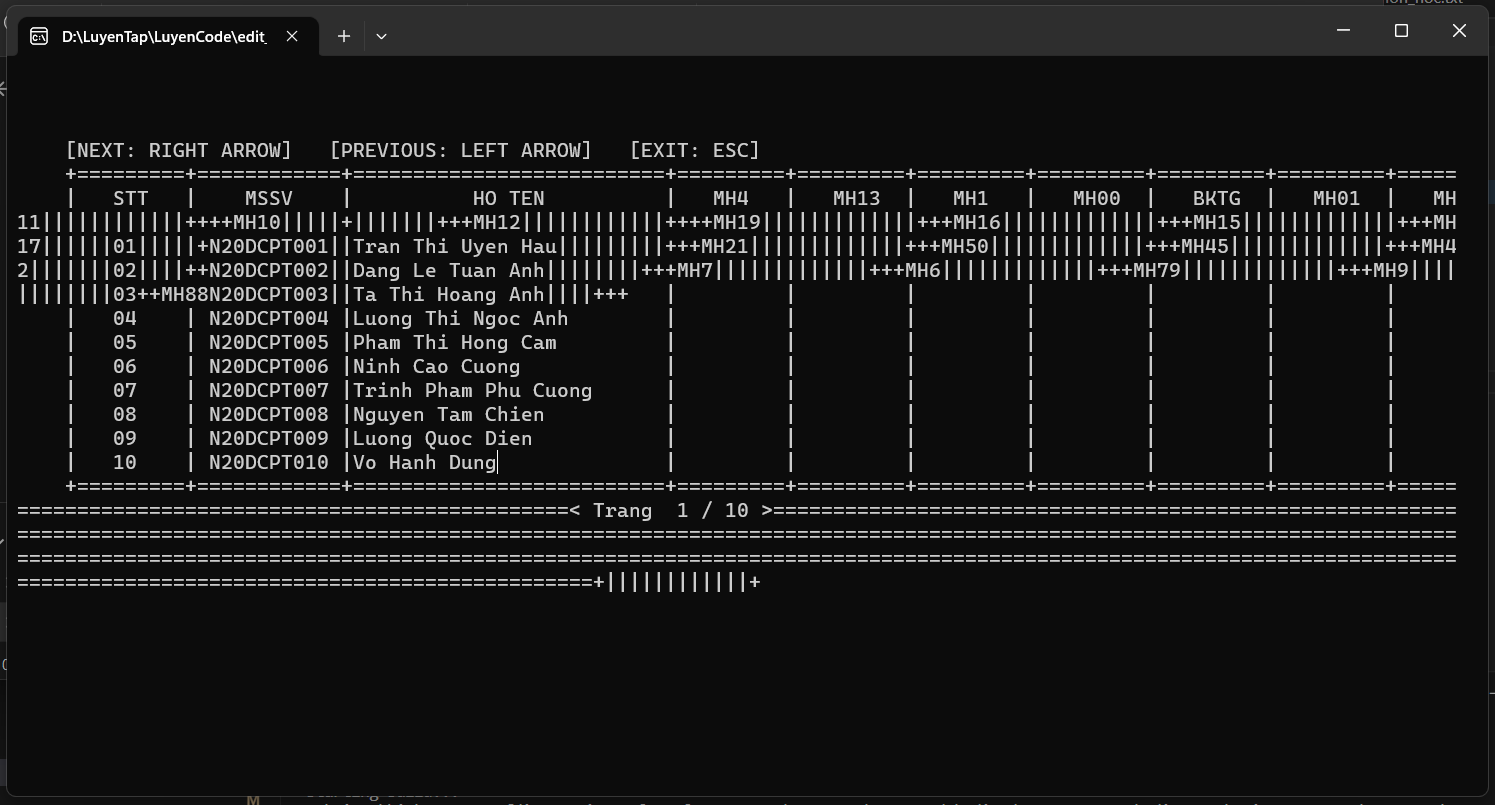 D:\LuyenTap\LuyenCode\edit_
[NEXT: RIGHT ARROW]   [PREVIOUS: LEFT ARROW]   [EXIT: ESC]
+=========+============+==========================+=========+=========+=========+=========+=========+=========+=====
|   STT   |    MSSV    |          HO TEN          |   MH4   |   MH13  |   MH1   |   MH00  |   BKTG  |   MH01  |   MH
11||||||||||||++++MH10|||||+|||||||+++MH12||||||||||||++++MH19|||||||||||||+++MH16|||||||||||||+++MH15|||||||||||||+++MH
17||||||01|||||+N20DCPT001||Tran Thi Uyen Hau|||||||||+++MH21|||||||||||||+++MH50|||||||||||||+++MH45|||||||||||||+++MH4
2|||||||02||||++N20DCPT002||Dang Le Tuan Anh||||||||+++MH7|||||||||||||+++MH6|||||||||||||+++MH79|||||||||||||+++MH9||||
||||||||03++MH88N20DCPT003||Ta Thi Hoang Anh||||+++   |         |         |         |         |         |         |
|   04    | N20DCPT004 |Luong Thi Ngoc Anh        |         |         |         |         |         |         |
|   05    | N20DCPT005 |Pham Thi Hong Cam         |         |         |         |         |         |         |
|   06    | N20DCPT006 |Ninh Cao Cuong            |         |         |         |         |         |         |
|   07    | N20DCPT007 |Trinh Pham Phu Cuong      |         |         |         |         |         |         |
|   08    | N20DCPT008 |Nguyen Tam Chien          |         |         |         |         |         |         |
|   09    | N20DCPT009 |Luong Quoc Dien           |         |         |         |         |         |         |
|   10    | N20DCPT010 |Vo Hanh Dung              |         |         |         |         |         |         |
+=========+============+==========================+=========+=========+=========+=========+=========+=========+=====
==============================================< Trang  1 / 10 >=========================================================
========================================================================================================================
========================================================================================================================
================================================+||||||||||||+